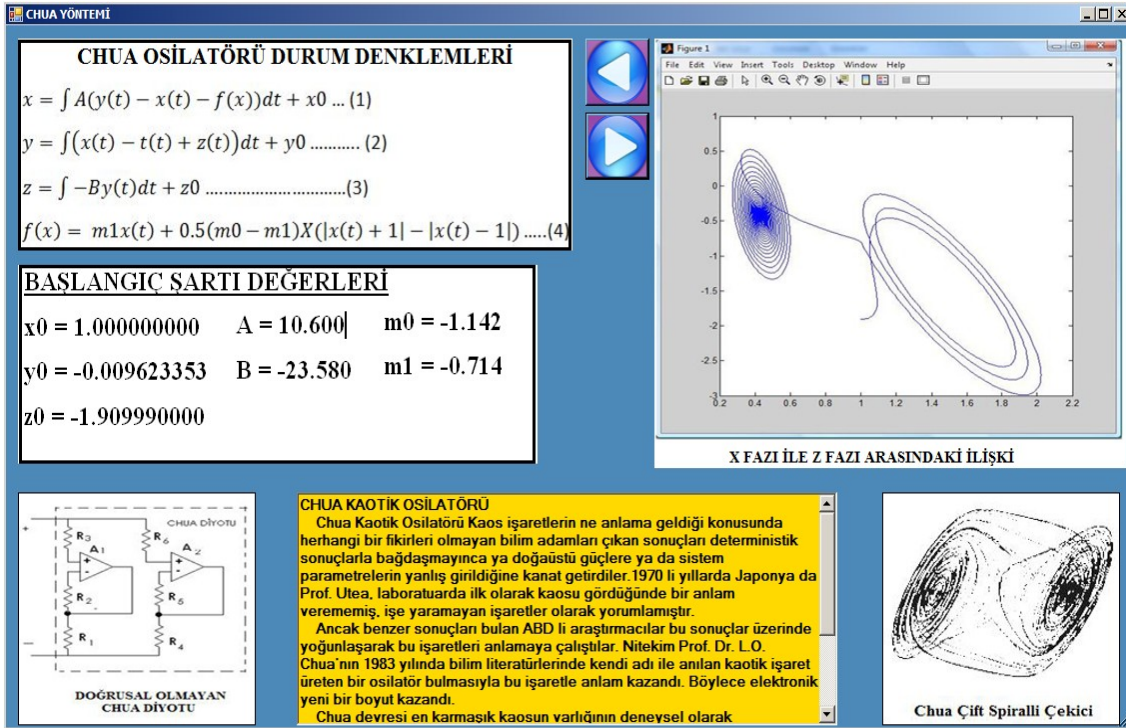 CHUA YÖNTEMİ
CHUA OSİLATÖRÜ DURUM DENKLEMLERİ
x = ∫ A(y(t) − x(t) − f(x))dt + x0 ... (1)
y = ∫(x(t) − t(t) + z(t))dt + y0 ........... (2)
z = ∫ −By(t)dt + z0 ..............................(3)
f(x) = m1x(t) + 0.5(m0 − m1)X(|x(t) + 1| − |x(t) − 1|) .....(4)
BAŞLANGIÇ ŞARTI DEĞERLERİ
x0 = 1.000000000 A = 10.600 m0 = -1.142
y0 = -0.009623353 B = -23.580 m1 = -0.714
z0 = -1.909990000
Figure 1
File Edit View Insert Tools Desktop Window Help
1
0.5
0
-0.5
-1
-1.5
-2
-2.5
-3
0.2 0.4 0.6 0.8 1 1.2 1.4 1.6 1.8 2 2.2
X FAZI İLE Z FAZI ARASINDAKİ İLİŞKİ
CHUA DİYOTU
R3 R6
A1 A2
R2 R5
R1 R4
DOĞRUSAL OLMAYAN
CHUA DİYOTU
CHUA KAOTİK OSİLATÖRÜ
Chua Kaotik Osilatörü Kaos işaretlerin ne anlama geldiği konusunda
herhangi bir fikirleri olmayan bilim adamları çıkan sonuçları deterministik
sonuçlarla bağdaşmayınca ya doğaüstü güçlere ya da sistem
parametrelerin yanlış girildiğine kanat getirdiler.1970 li yıllarda Japonya da
Prof. Utea, laboratuarda ilk olarak kaosu gördüğünde bir anlam
verememiş, işe yaramayan işaretler olarak yorumlamıştır.
Ancak benzer sonuçları bulan ABD li araştırmacılar bu sonuçlar üzerinde
yoğunlaşarak bu işaretleri anlamaya çalıştılar. Nitekim Prof. Dr. L.O.
Chua'nın 1983 yılında bilim literatürlerinde kendi adı ile anılan kaotik işaret
üreten bir osilatör bulmasıyla bu işaretle anlam kazandı. Böylece elektronik
yeni bir boyut kazandı.
Chua devresi en karmaşık kaosun varlığının deneysel olarak
Chua Çift Spiralli Çekici